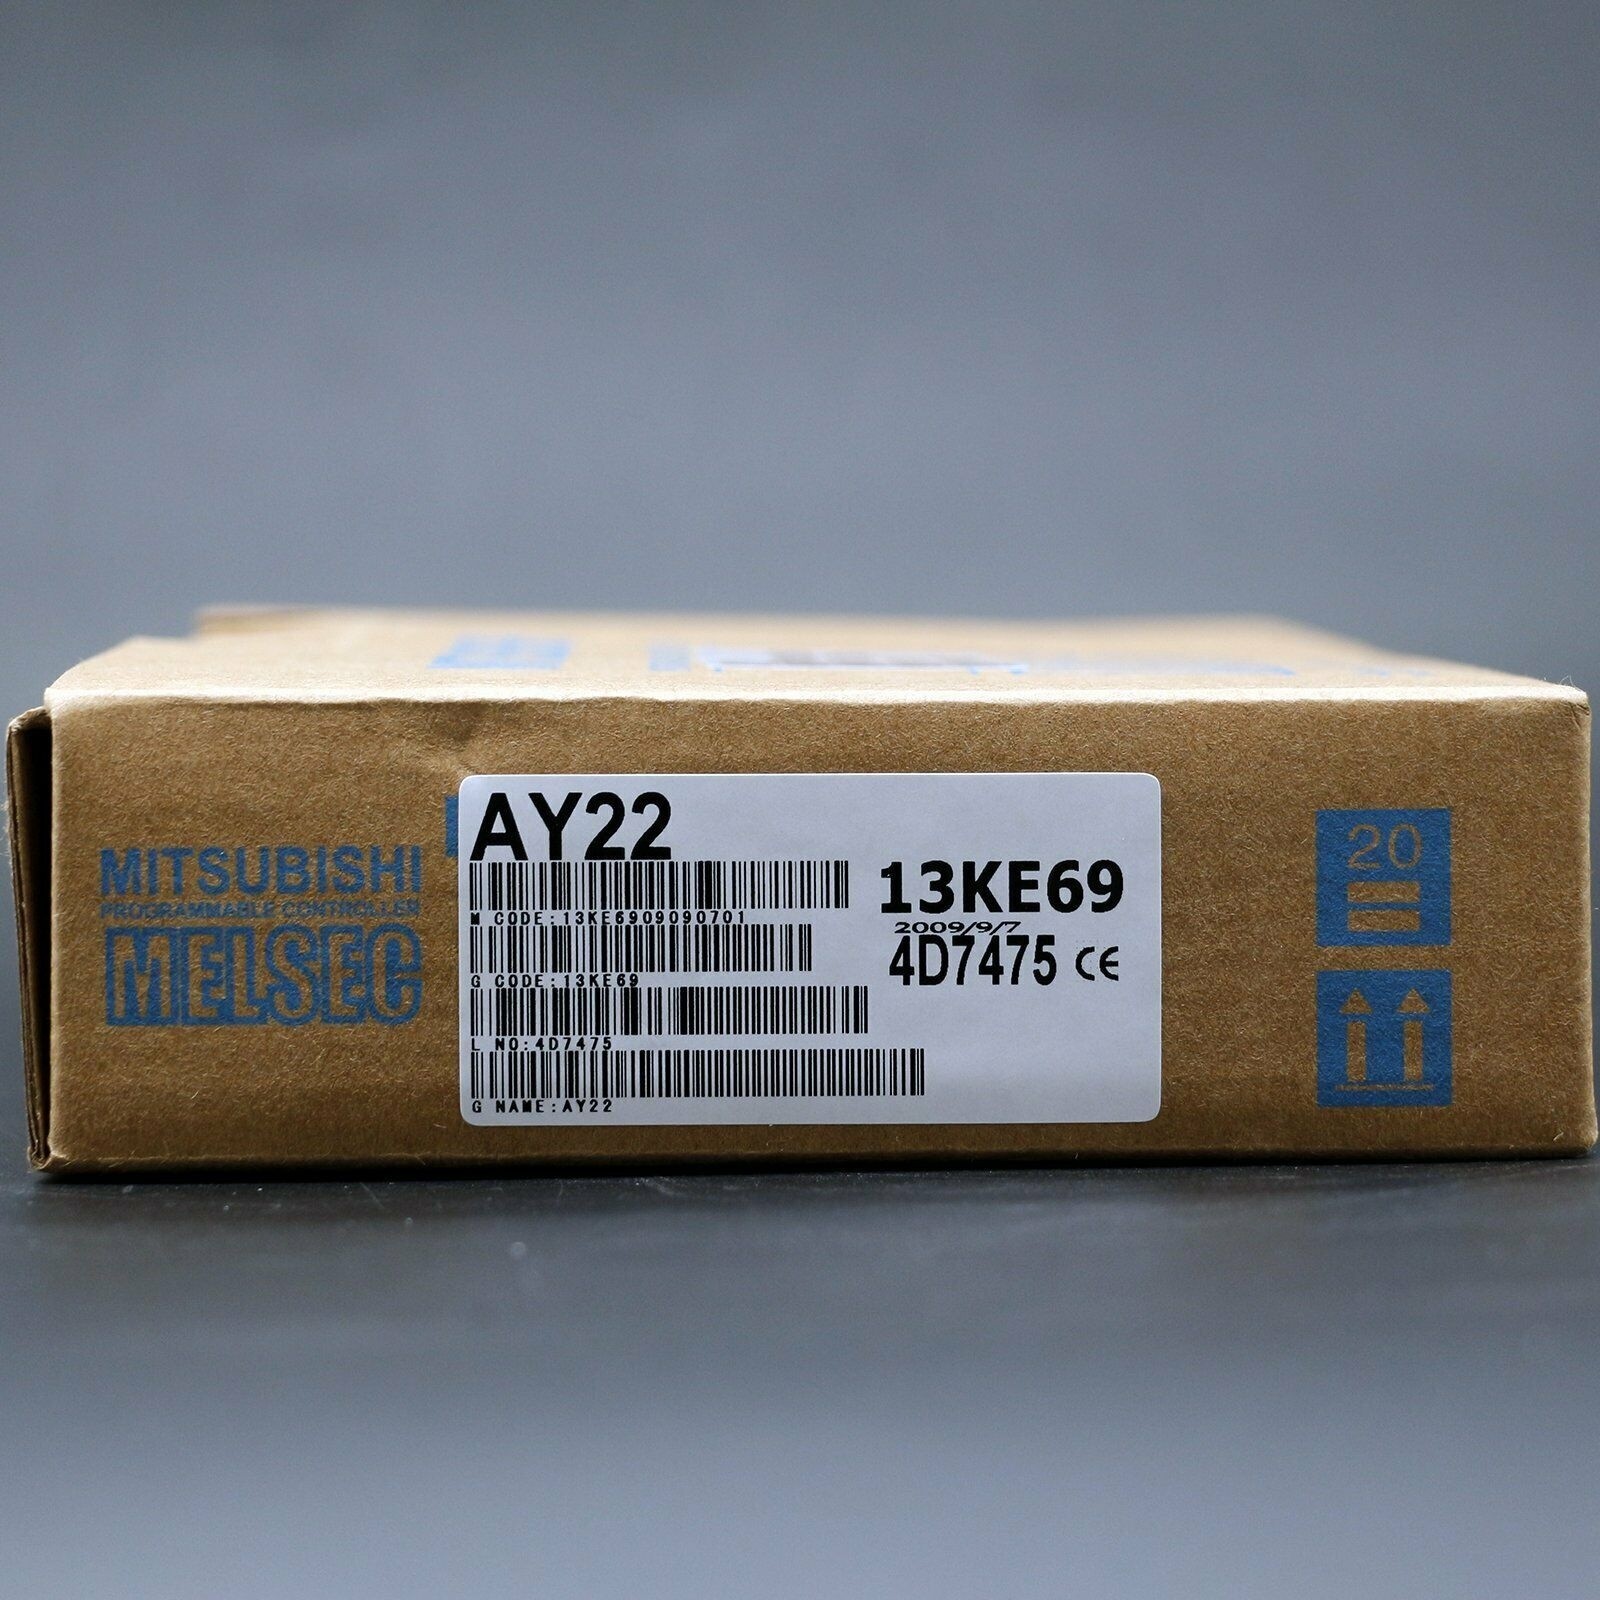 MITSUBISHI
PROGRAMMABLE CONTROLLER
MELSEC
AY22
M CODE:13KE6909090701
G CODE:13KE69
L NO:4D7475
G NAME:AY22
13KE69
2009/9/7
4D7475 CE
20